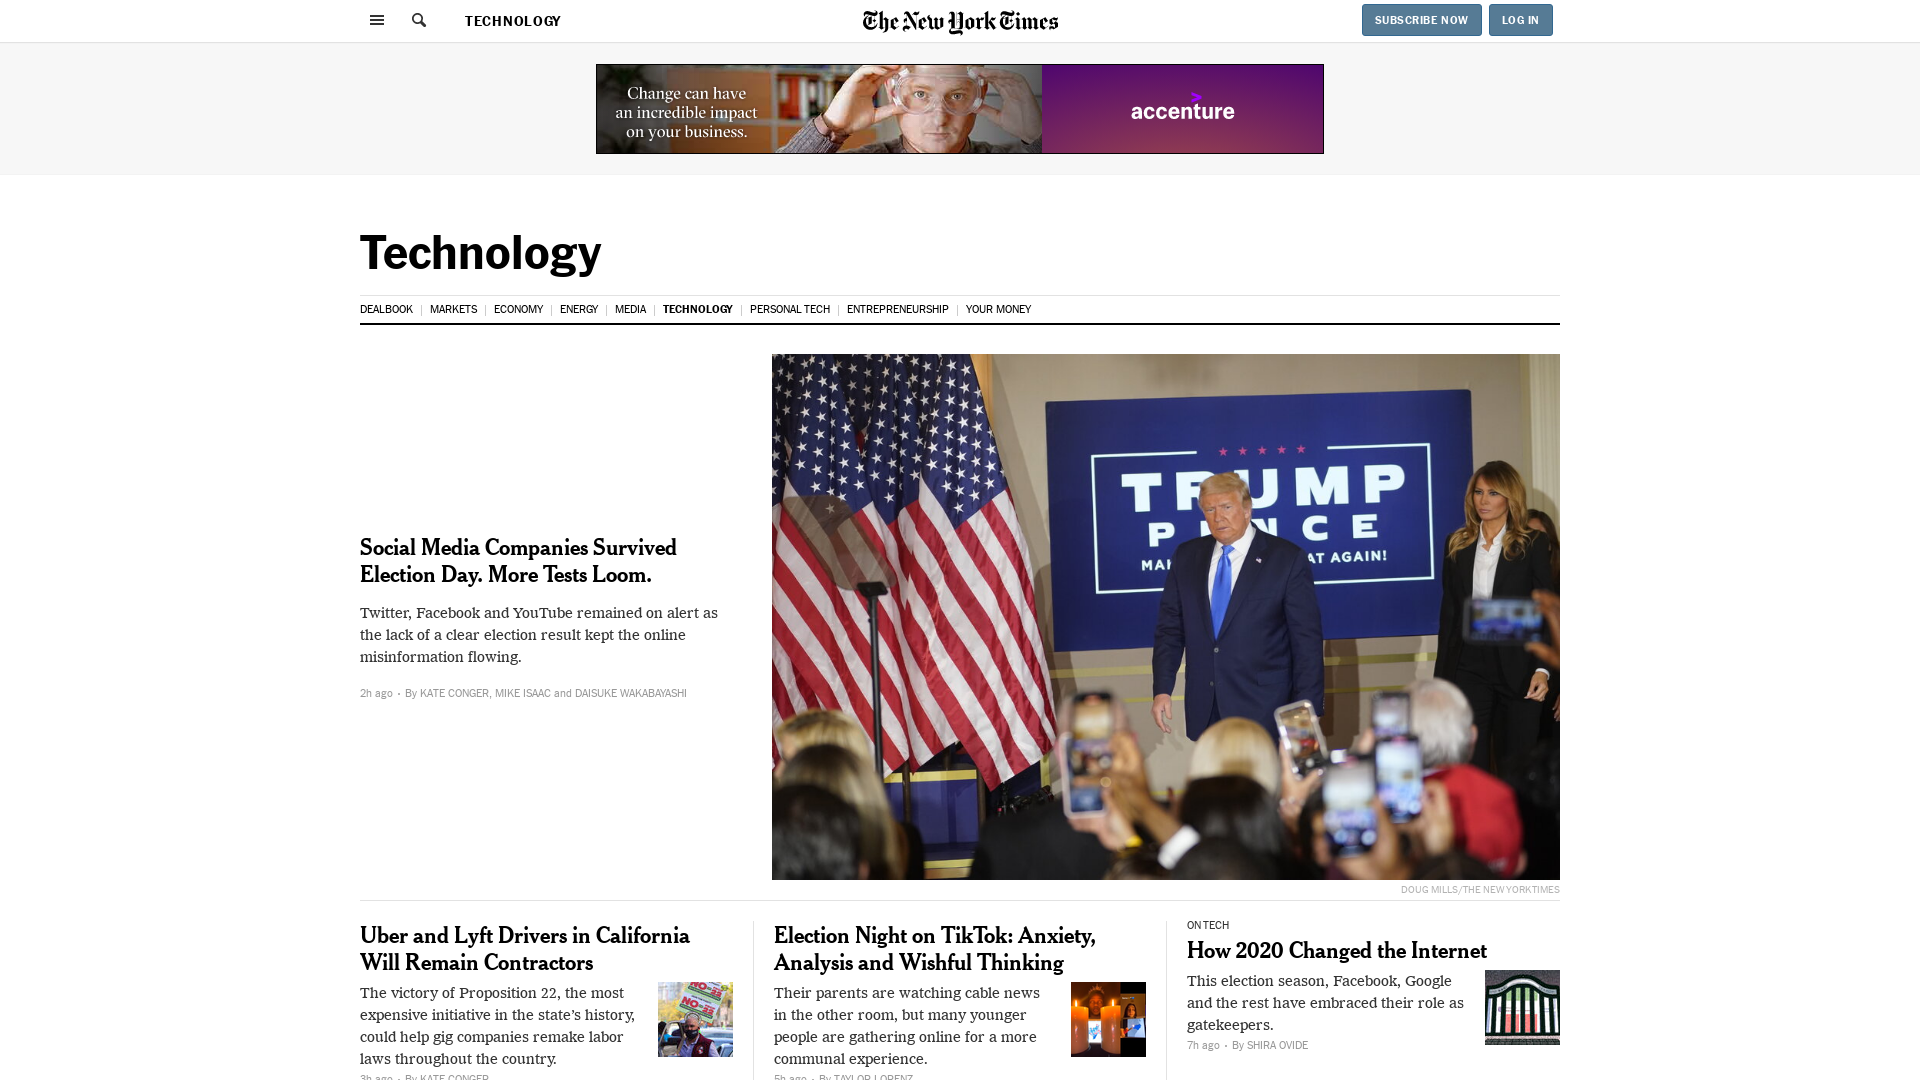 TECHNOLOGY
The New York Times
SUBSCRIBE NOW
LOG IN
Change can have
an incredible impact
on your business.
accenture
Technology
DEALBOOK
MARKETS
ECONOMY
ENERGY
MEDIA
TECHNOLOGY
PERSONAL TECH
ENTREPRENEURSHIP
YOUR MONEY
Social Media Companies Survived
Election Day. More Tests Loom.
Twitter, Facebook and YouTube remained on alert as
the lack of a clear election result kept the online
misinformation flowing.
2h ago • By KATE CONGER, MIKE ISAAC and DAISUKE WAKABAYASHI
TRUMP
AT AGAIN!
DOUG MILLS/THE NEW YORK TIMES
Uber and Lyft Drivers in California
Will Remain Contractors
The victory of Proposition 22, the most
expensive initiative in the state's history,
could help gig companies remake labor
laws throughout the country.
3h ago • By KATE CONGER
NO
NO
Election Night on TikTok: Anxiety,
Analysis and Wishful Thinking
Their parents are watching cable news
in the other room, but many younger
people are gathering online for a more
communal experience.
5h ago • By TAYLOR LORENZ
ON TECH
How 2020 Changed the Internet
This election season, Facebook, Google
and the rest have embraced their role as
gatekeepers.
7h ago • By SHIRA OVIDE